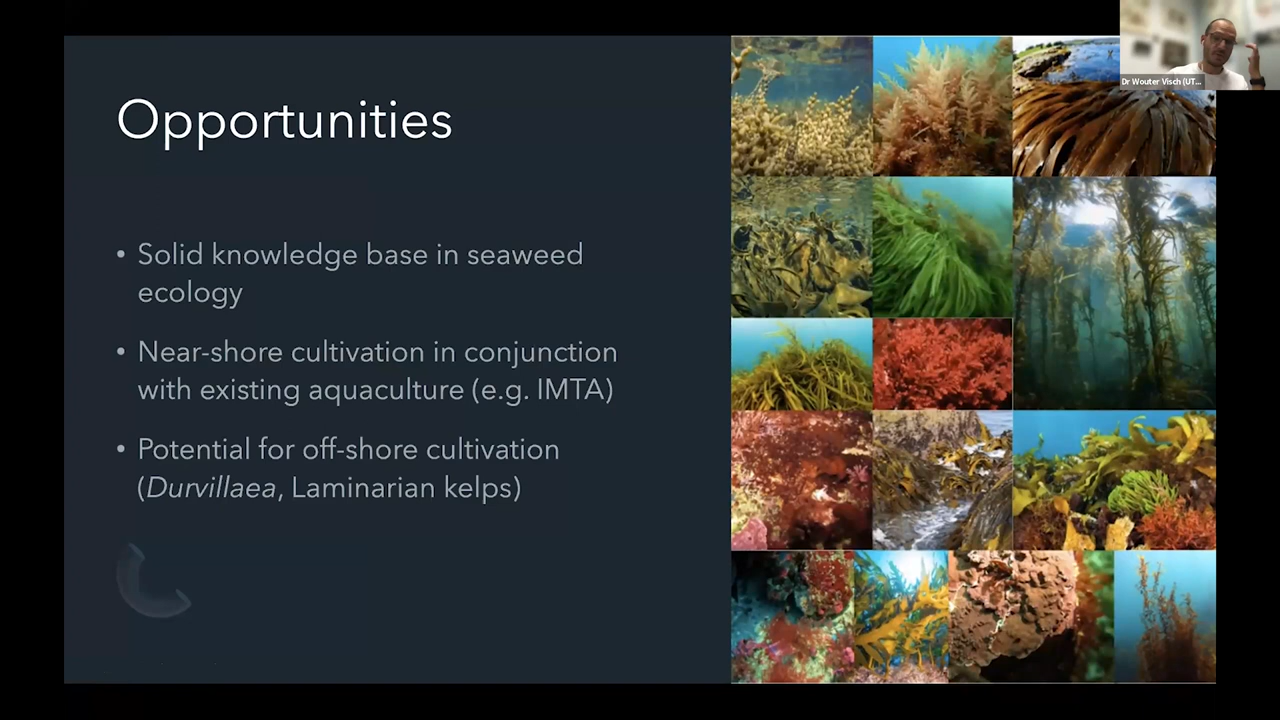 Dr Wouter Visch (UT...
Opportunities
• Solid knowledge base in seaweed
ecology
• Near-shore cultivation in conjunction
with existing aquaculture (e.g. IMTA)
• Potential for off-shore cultivation
(Durvillaea, Laminarian kelps)